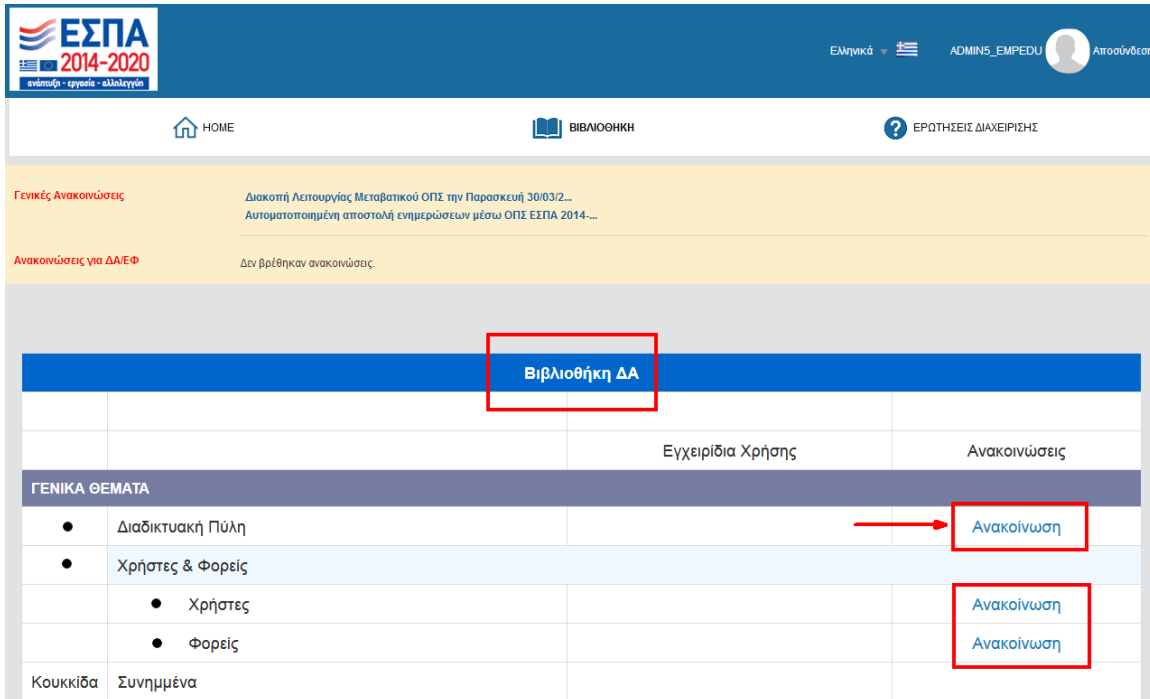 ΕΣΠΑ
2014-2020
ανάπτυξη - εργασία - αλληλεγγύη
Ελληνικά
ADMIN5_EMPEDU
Αποσύνδεση
HOME
ΒΙΒΛΙΟΘΗΚΗ
ΕΡΩΤΗΣΕΙΣ ΔΙΑΧΕΙΡΙΣΗΣ
Γενικές Ανακοινώσεις
Διακοπή Λειτουργίας Μεταβατικού ΟΠΣ την Παρασκευή 30/03/2...
Αυτοματοποιημένη αποστολή ενημερώσεων μέσω ΟΠΣ ΕΣΠΑ 2014-...
Ανακοινώσεις για ΔΑ/ΕΦ
Δεν βρέθηκαν ανακοινώσεις.
Βιβλιοθήκη ΔΑ
Εγχειρίδια Χρήσης
Ανακοινώσεις
ΓΕΝΙΚΑ ΘΕΜΑΤΑ
Διαδικτυακή Πύλη
Ανακοίνωση
Χρήστες & Φορείς
Χρήστες
Ανακοίνωση
Φορείς
Ανακοίνωση
Κουκκίδα
Συνημμένα